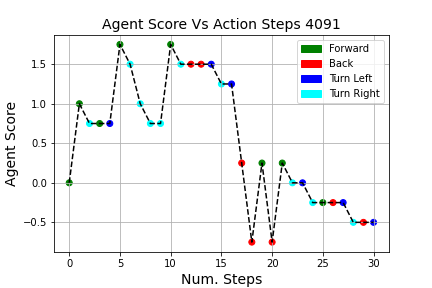 Agent Score Vs Action Steps 4091
Forward
Back
Turn Left
Turn Right
1.5
1.0
0.5
0.0
−0.5
Agent Score
0 5 10 15 20 25 30
Num. Steps